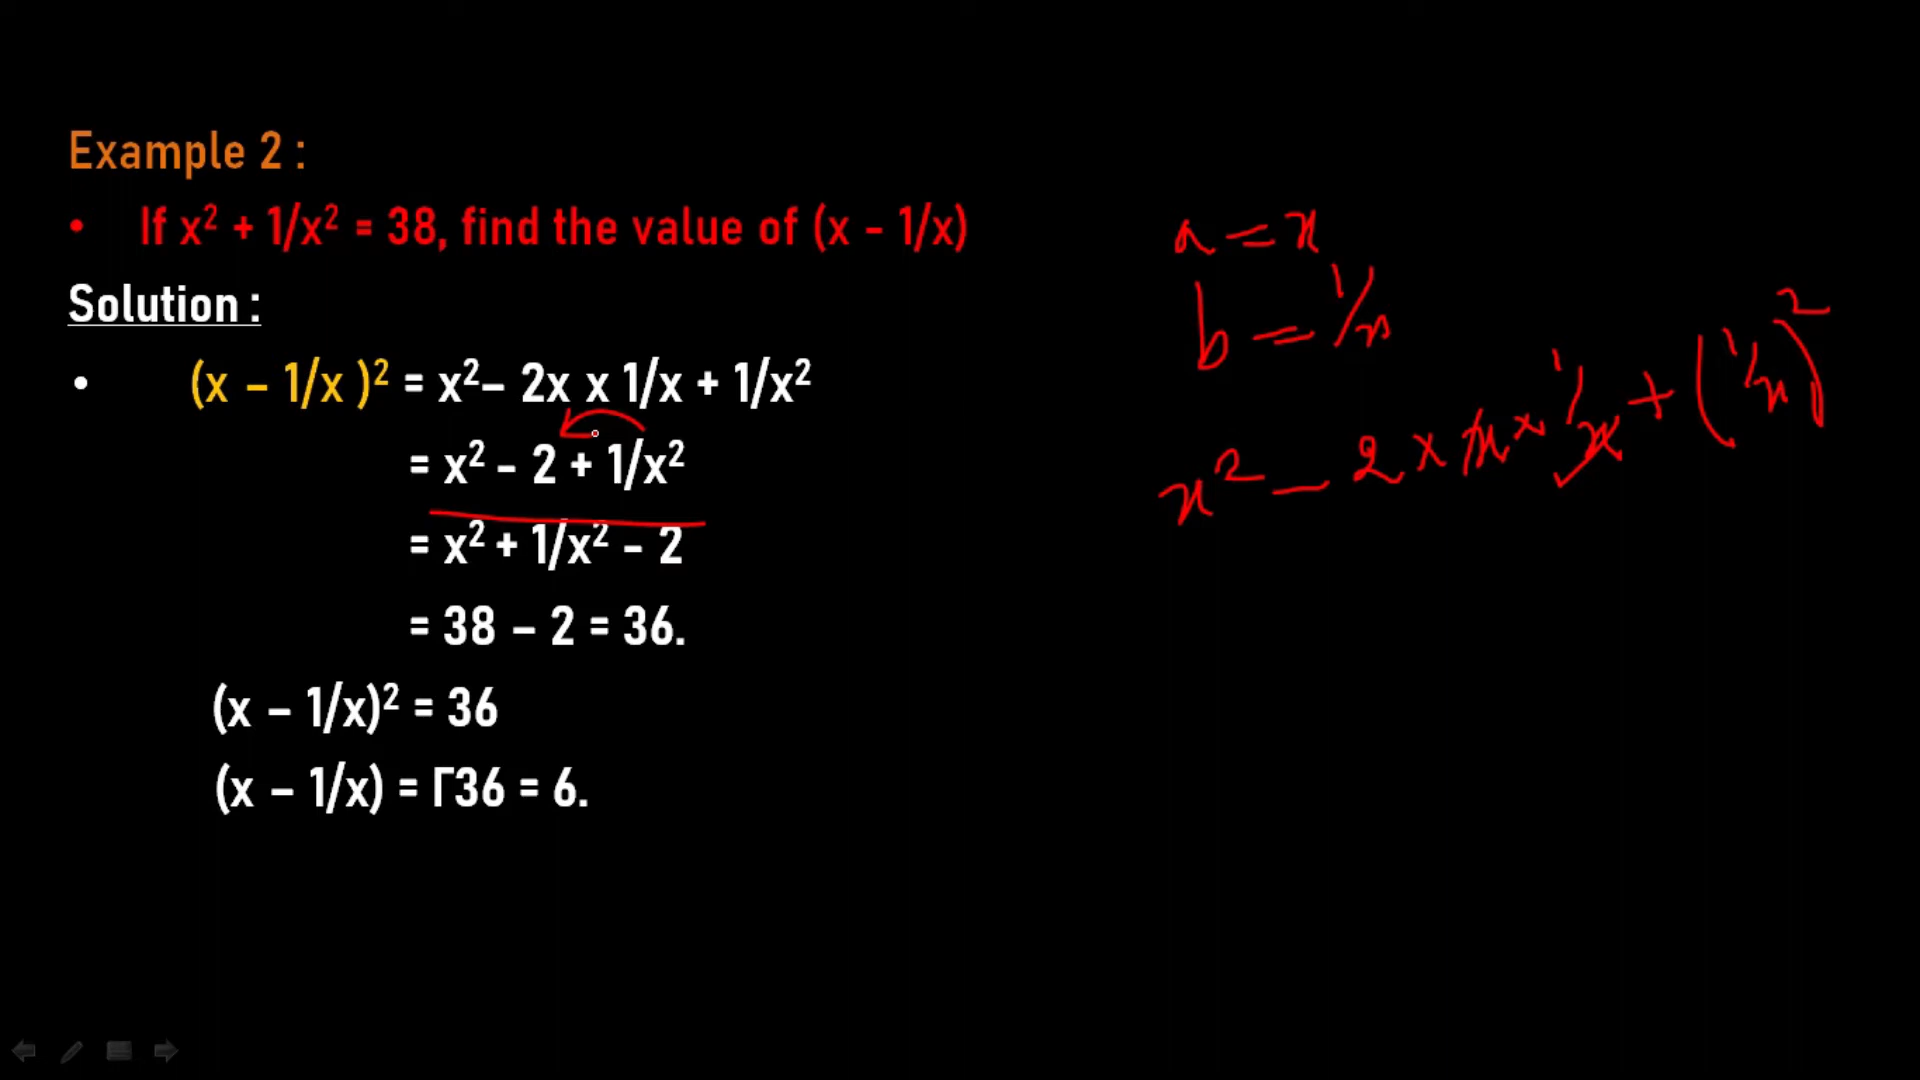 Example 2 :
• If x² + 1/x² = 38, find the value of (x - 1/x)
Solution :
• (x – 1/x )² = x²– 2x x 1/x + 1/x²
= x² - 2 + 1/x²
= x² + 1/x² – 2
= 38 – 2 = 36.
(x – 1/x)² = 36
(x – 1/x) = Γ36 = 6.
a = x
b = 1/x
x² – 2 × x × 1/x + (1/x)²